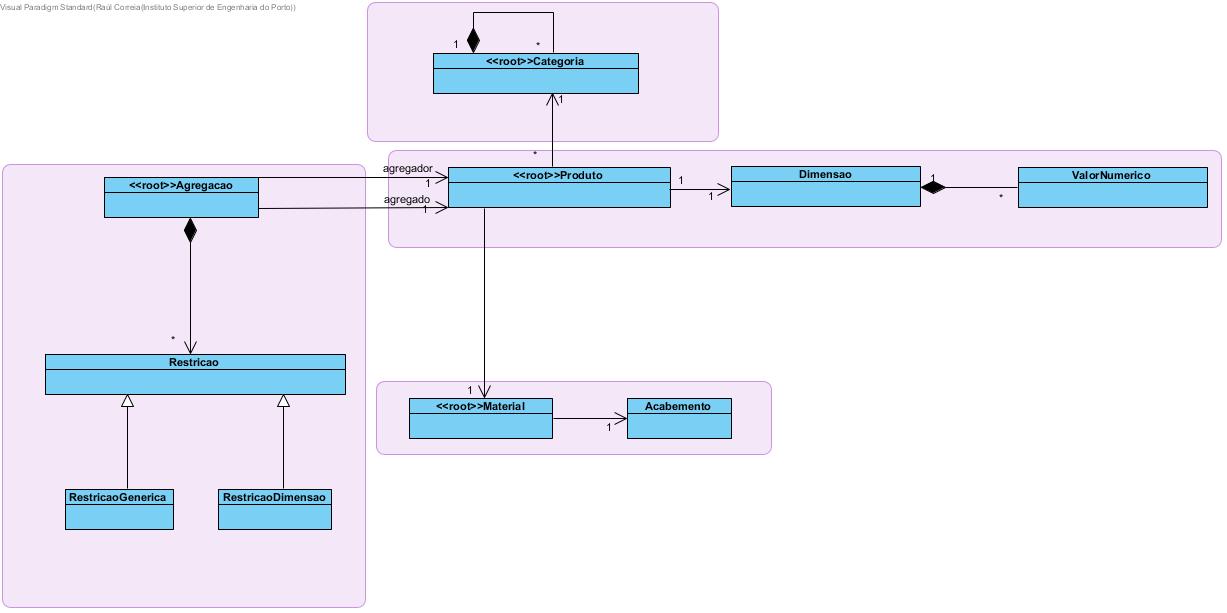 Visual Paradigm Standard(Raúl Correia(Instituto Superior de Engenharia do Porto))
1
*
<<root>>Categoria
1
*
agregador
1
<<root>>Agregacao
agregado
1
<<root>>Produto
1
1
Dimensao
1
*
ValorNumerico
*
Restricao
1
<<root>>Material
1
Acabemento
RestricaoGenerica
RestricaoDimensao